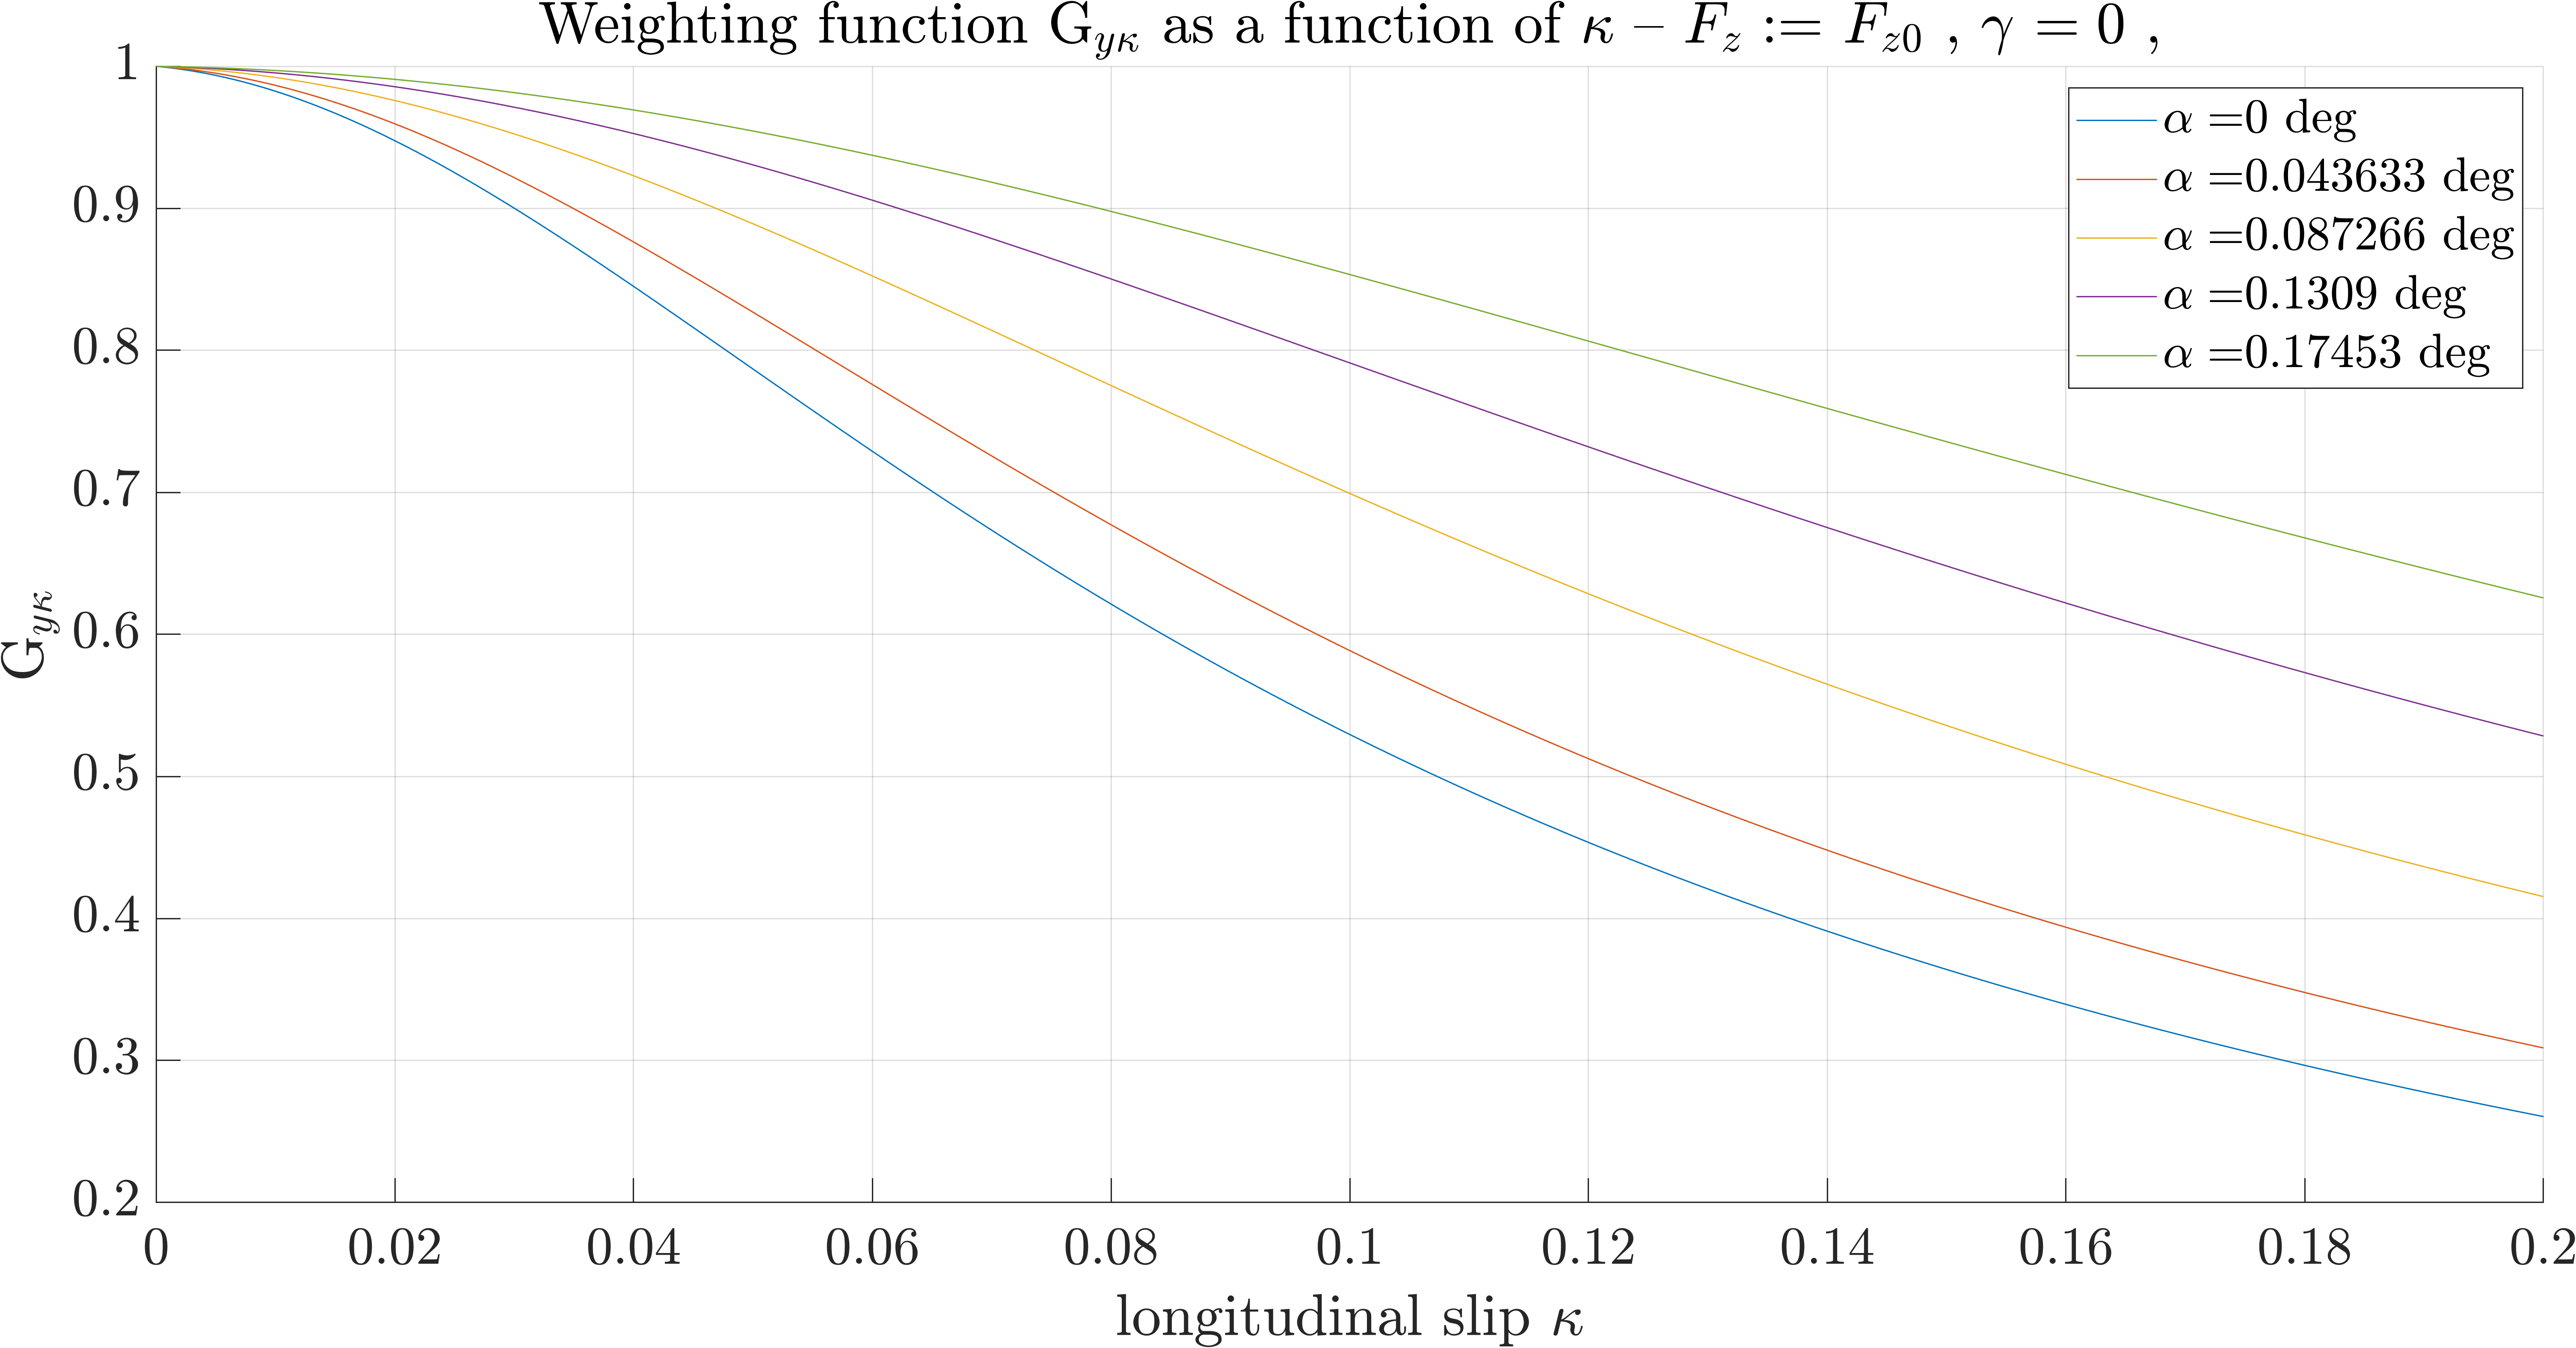 Weighting function G_{yκ} as a function of κ – F_z := F_{z0} , γ = 0 ,
1
0.9
0.8
0.7
0.6
0.5
0.4
0.3
0.2
G_{yκ}
α =0 deg
α =0.043633 deg
α =0.087266 deg
α =0.1309 deg
α =0.17453 deg
0 0.02 0.04 0.06 0.08 0.1 0.12 0.14 0.16 0.18 0.2
longitudinal slip κ